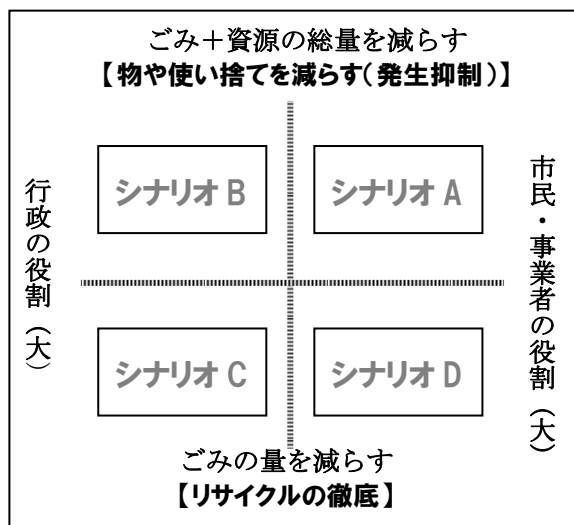 ごみ＋資源の総量を減らす
【物や使い捨てを減らす（発生抑制）】
行政の役割（大）
シナリオ B
シナリオ A
市民・事業者の役割（大）
シナリオ C
シナリオ D
ごみの量を減らす
【リサイクルの徹底】